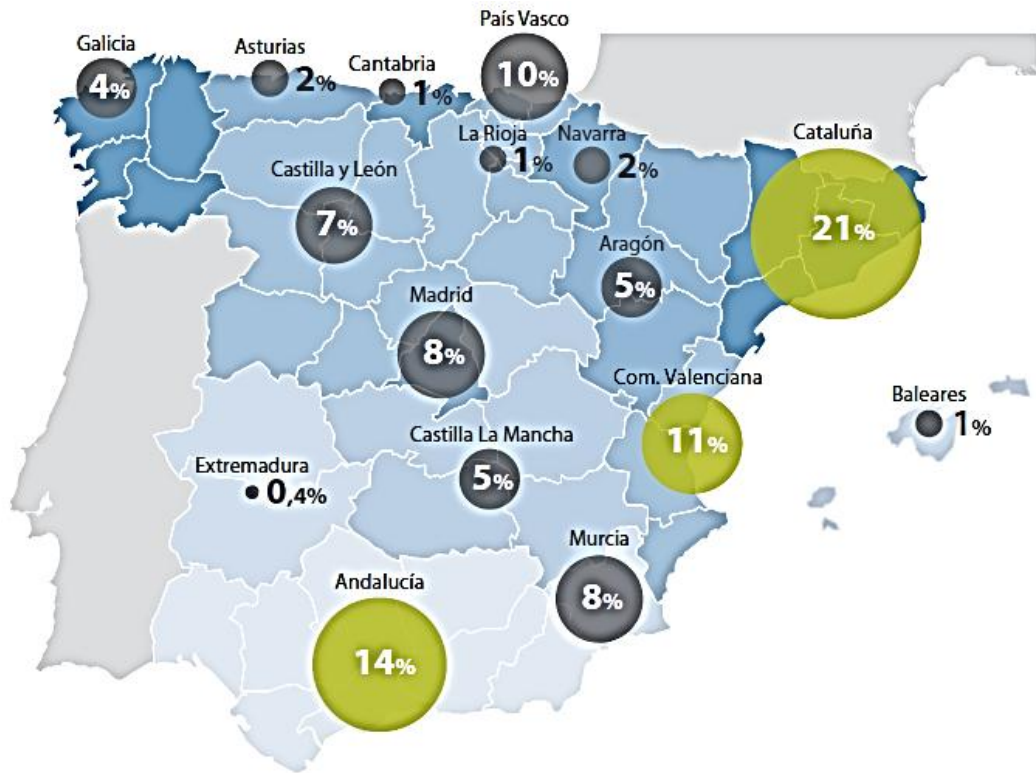 País Vasco
10%
Galicia
4%
Asturias
2%
Cantabria
1%
La Rioja
1%
Navarra
2%
Cataluña
21%
Castilla y León
7%
Aragón
5%
Madrid
8%
Com. Valenciana
11%
Baleares
1%
Castilla La Mancha
5%
Extremadura
0,4%
Murcia
8%
Andalucía
14%